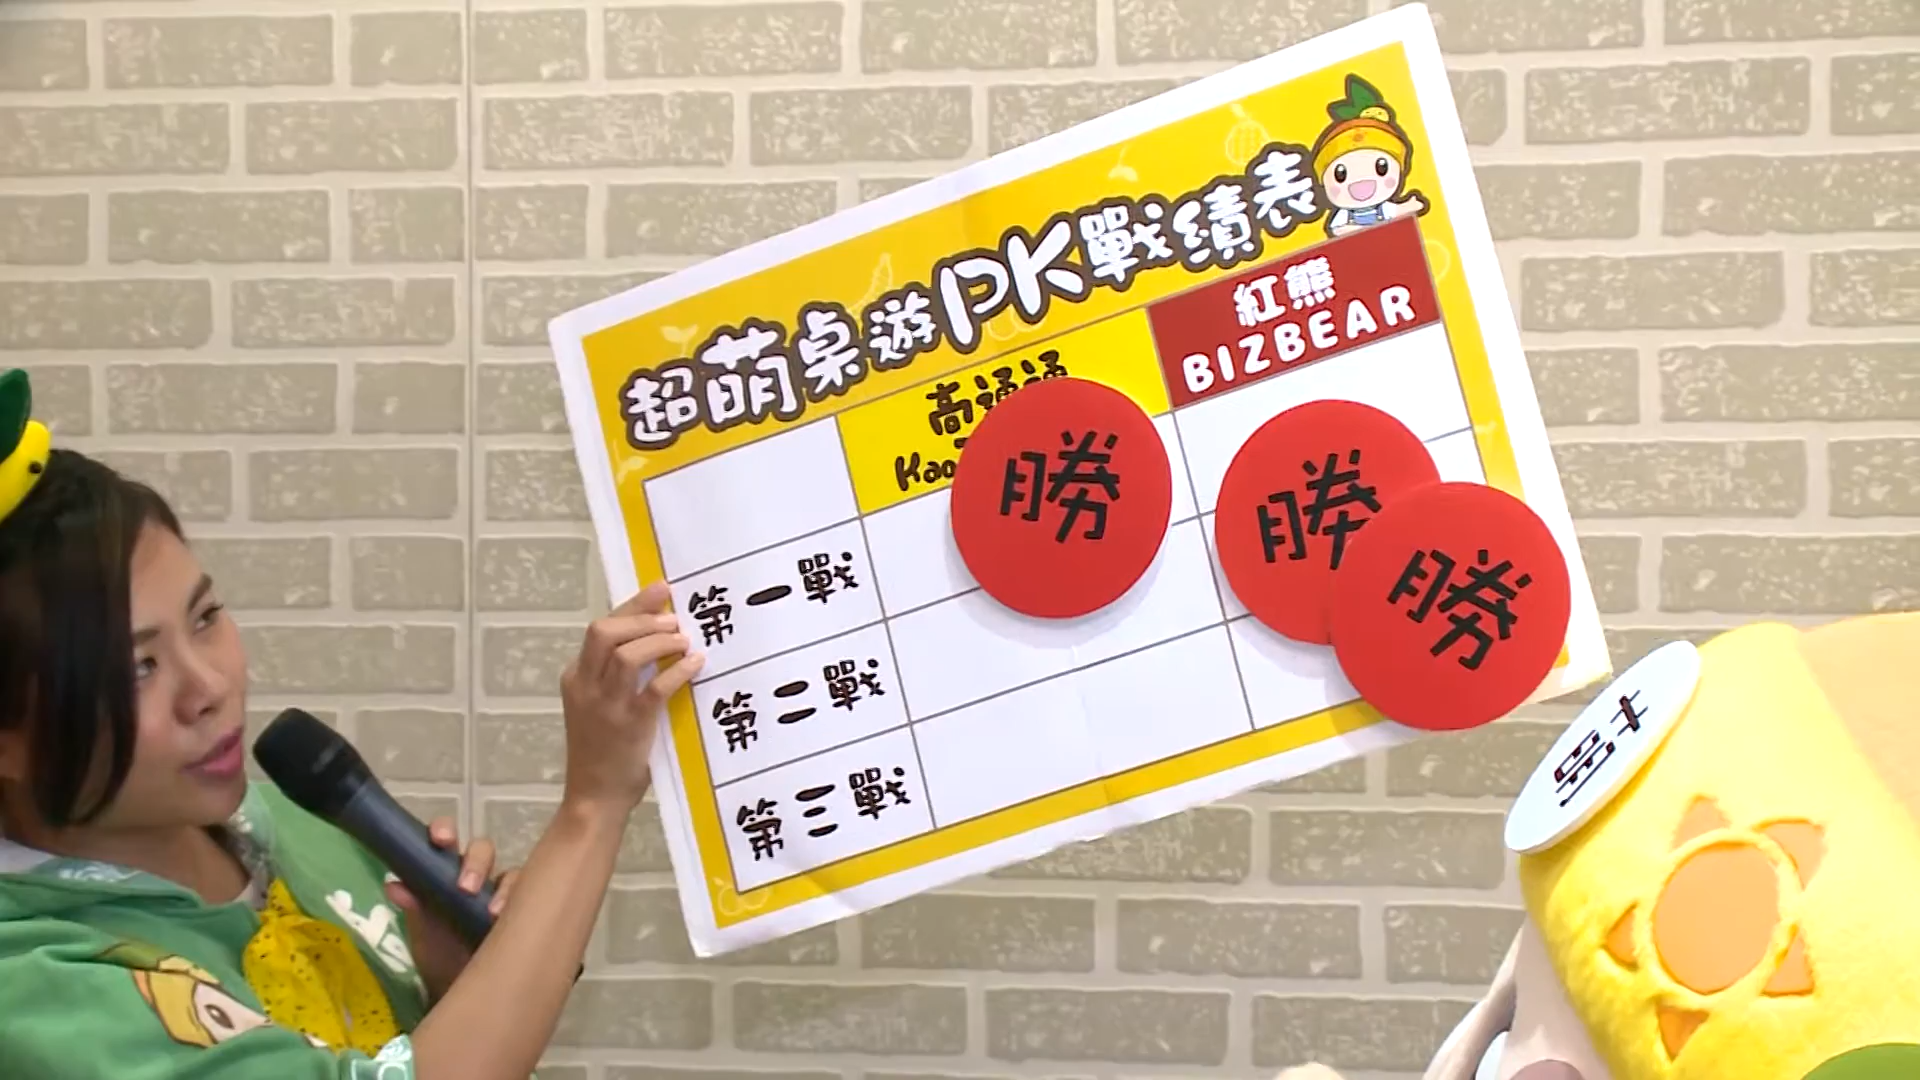 超萌桌遊PK戰績表
高通通
Kao
紅熊
BIZBEAR
勝
勝
勝
第一戰
第二戰
第三戰